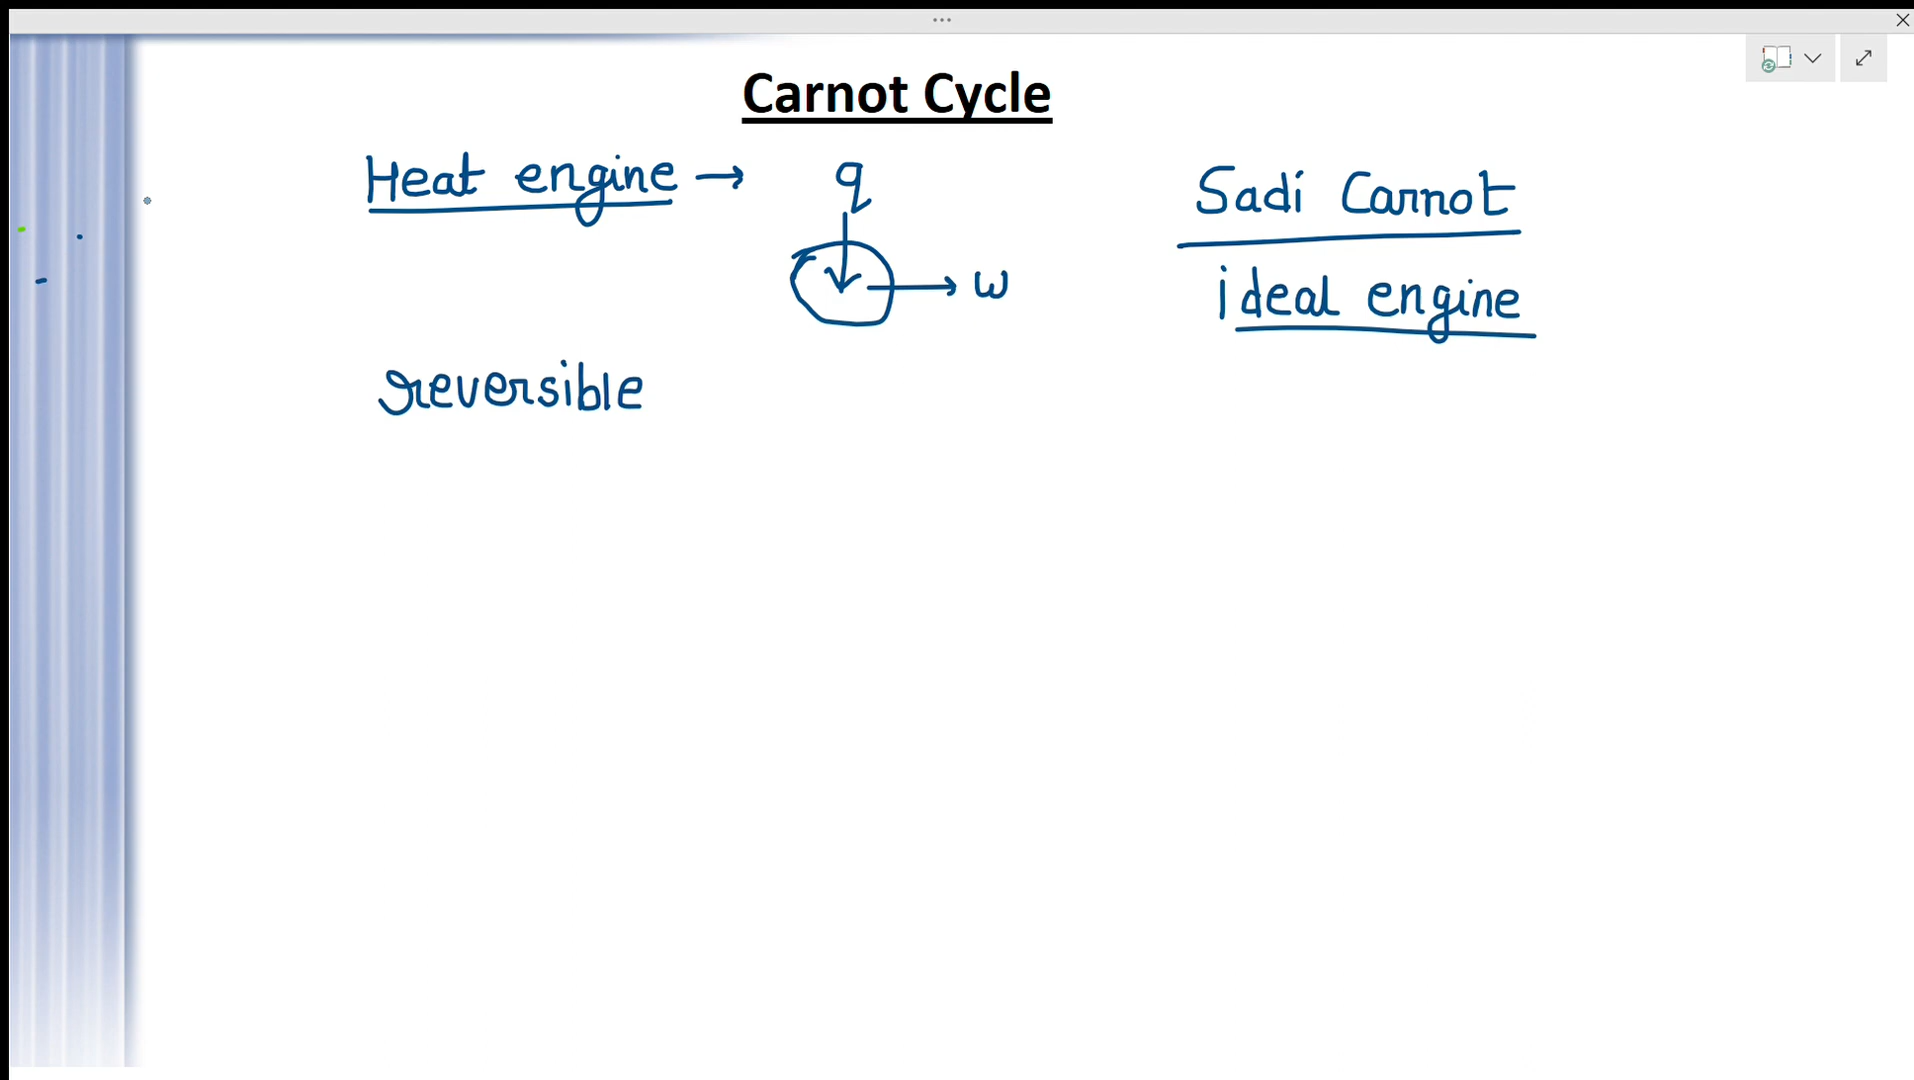 Carnot Cycle
Heat engine → q
w
Sadi Carnot
ideal engine
reversible